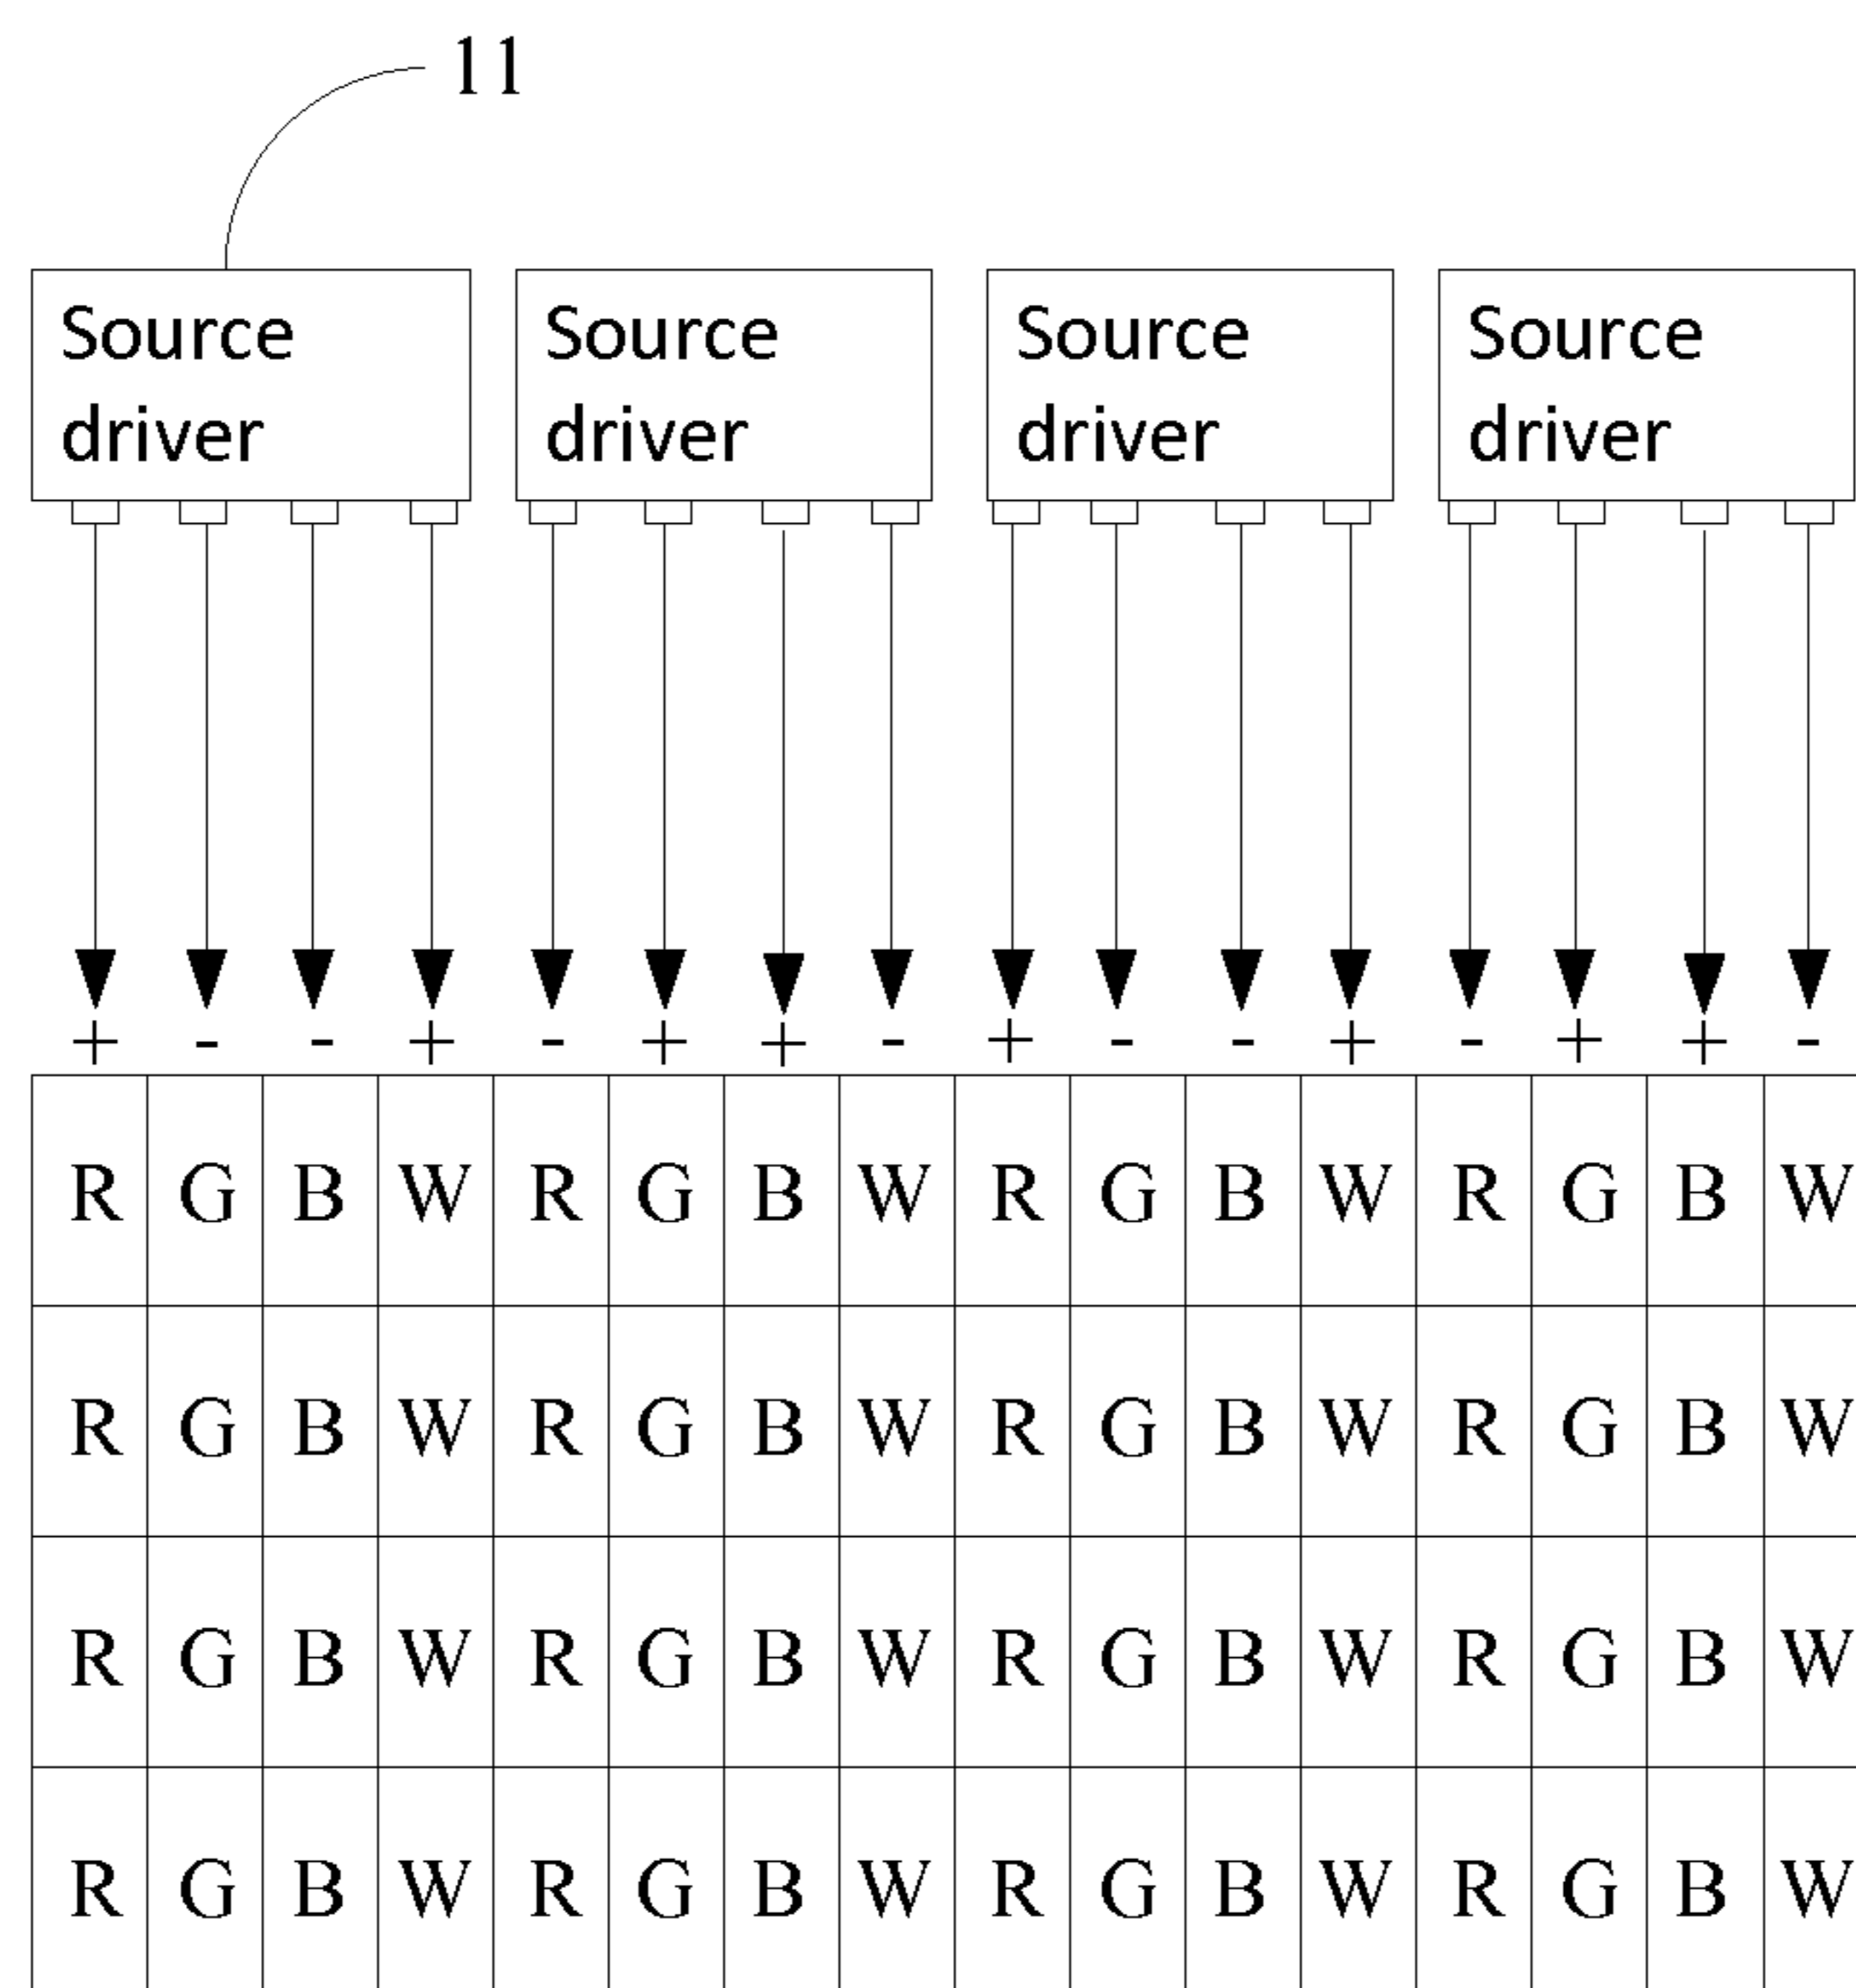 11
Source Source Source Source
driver driver driver driver
+ - - + - + + - + - - + - + + -
R G B W R G B W R G B W R G B W
R G B W R G B W R G B W R G B W
R G B W R G B W R G B W R G B W
R G B W R G B W R G B W R G B W